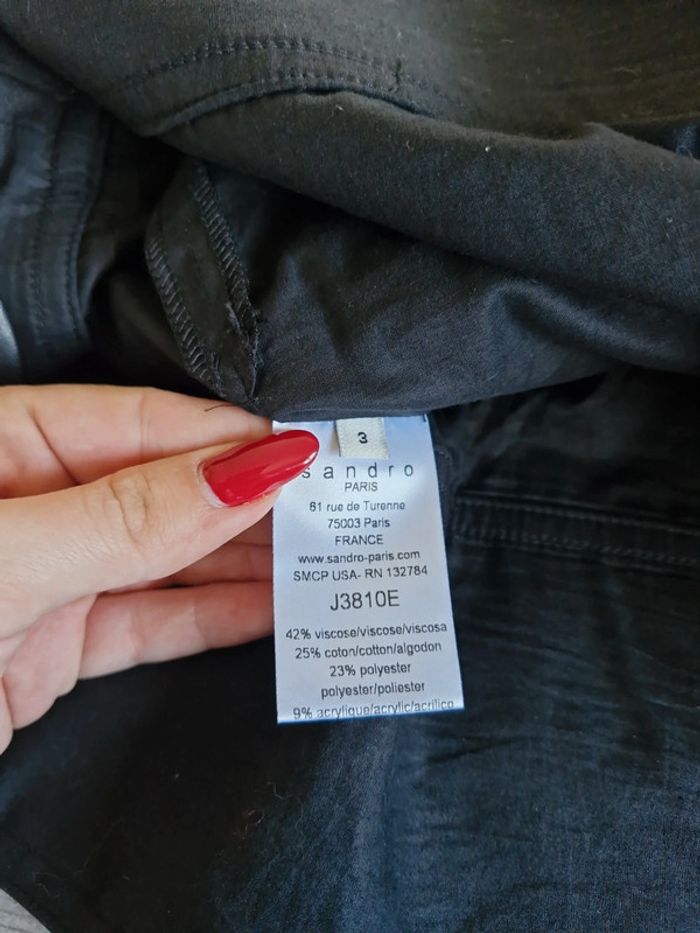 3
sandro
PARIS
61 rue de Turenne
75003 Paris
FRANCE
www.sandro-paris.com
SMCP USA- RN 132784
J3810E
42% viscose/viscose/viscosa
25% coton/cotton/algodon
23% polyester
polyester/poliester
9% acrylique/acrylic/acrilico